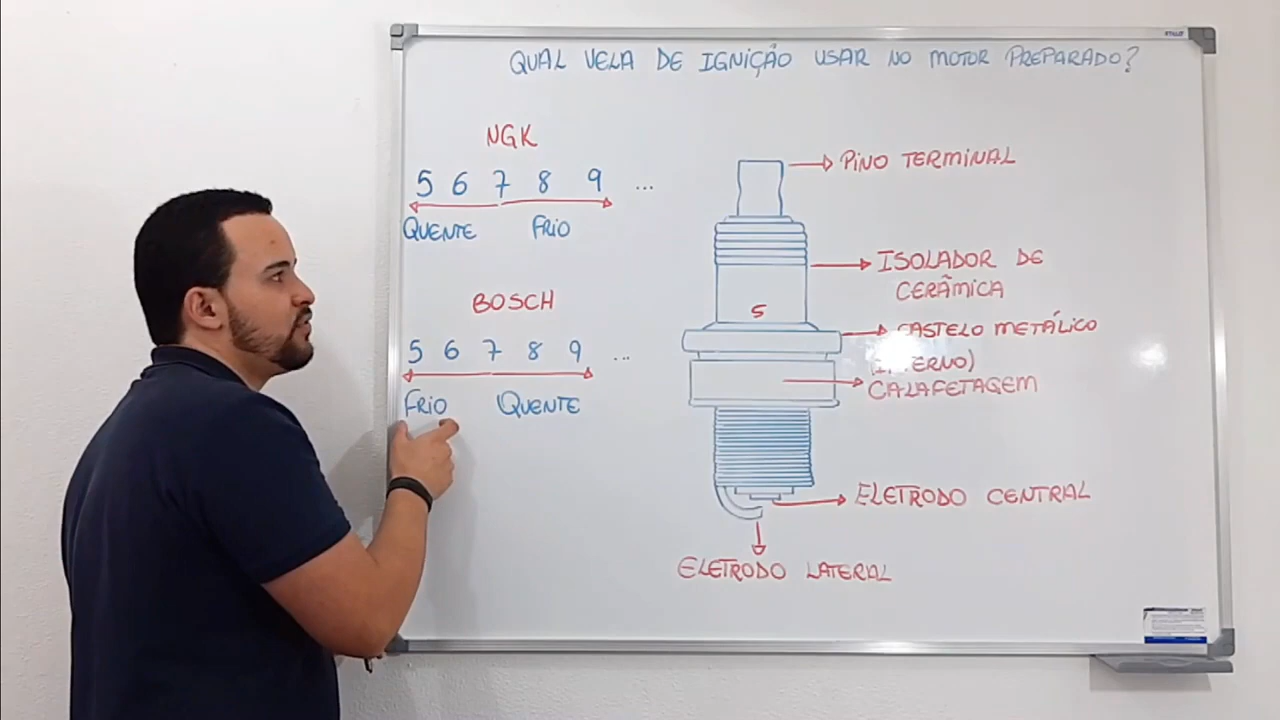 QUAL VELA DE IGNIÇÃO USAR NO MOTOR PREPARADO?
NGK
5 6 7 8 9 ...
QUENTE FRIO
BOSCH
5 6 7 8 9 ...
FRIO QUENTE
PINO TERMINAL
ISOLADOR DE
CERÂMICA
5
CASTELO METÁLICO
(INTERNO)
CALAFETAGEM
ELETRODO CENTRAL
ELETRODO LATERAL